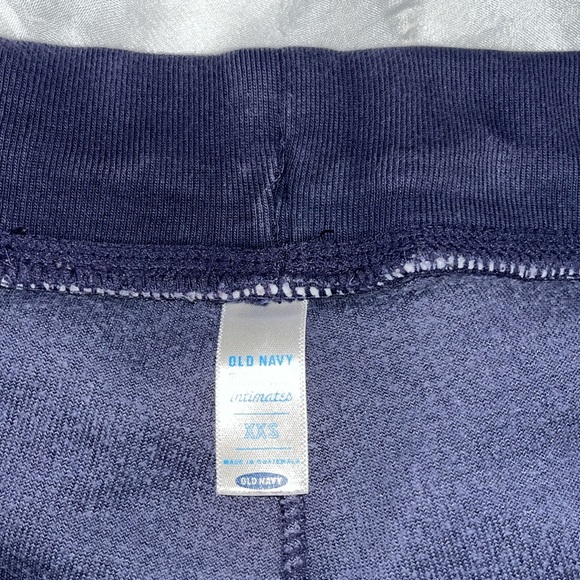 OLD NAVY
intimates
XXS
MADE IN GUATEMALA
OLD NAVY